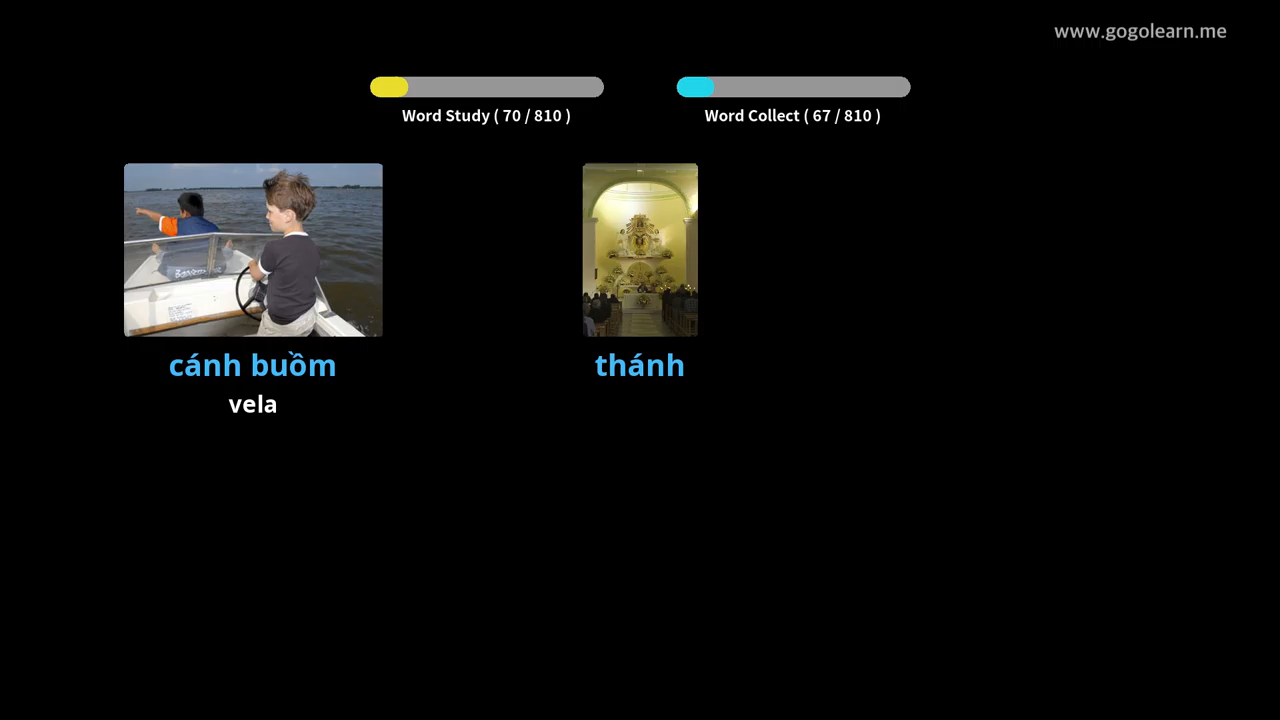 www.gogolearn.me
Word Study ( 70 / 810 )
Word Collect ( 67 / 810 )
cánh buồm
thánh
vela